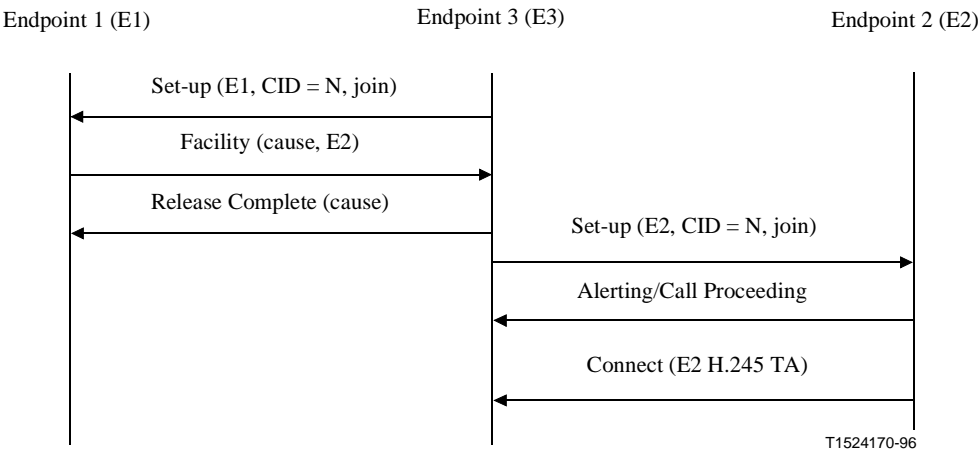 Endpoint 1 (E1)
Endpoint 3 (E3)
Endpoint 2 (E2)
Set-up (E1, CID = N, join)
Facility (cause, E2)
Release Complete (cause)
Set-up (E2, CID = N, join)
Alerting/Call Proceeding
Connect (E2 H.245 TA)
T1524170-96